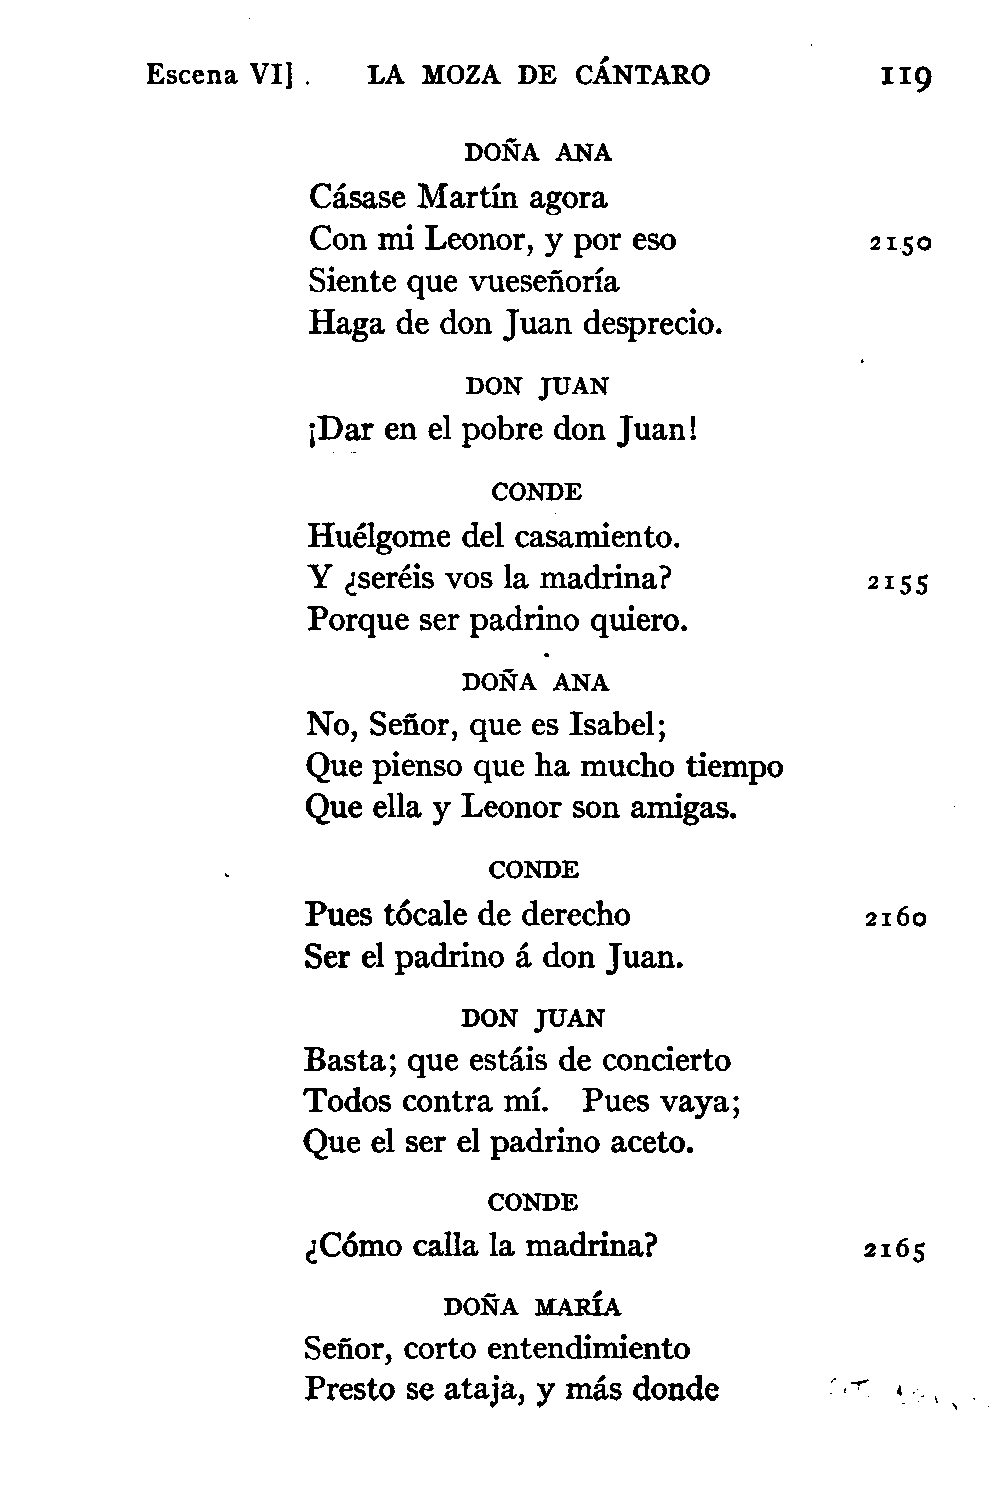 Escena VI]. LA MOZA DE CÁNTARO 119
DOÑA ANA
Cásase Martín agora
Con mi Leonor, y por eso 2150
Siente que vueseñoría
Haga de don Juan desprecio.
DON JUAN
¡Dar en el pobre don Juan!
CONDE
Huélgome del casamiento.
Y ¿seréis vos la madrina? 2155
Porque ser padrino quiero.
DOÑA ANA
No, Señor, que es Isabel;
Que pienso que ha mucho tiempo
Que ella y Leonor son amigas.
CONDE
Pues tócale de derecho 2160
Ser el padrino á don Juan.
DON JUAN
Basta; que estáis de concierto
Todos contra mí. Pues vaya;
Que el ser el padrino aceto.
CONDE
¿Cómo calla la madrina? 2165
DOÑA MARÍA
Señor, corto entendimiento
Presto se ataja, y más donde